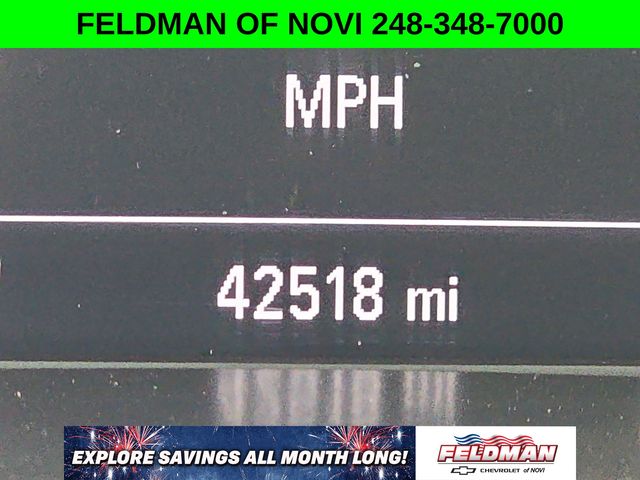 FELDMAN OF NOVI 248-348-7000
MPH
42518 mi
EXPLORE SAVINGS ALL MONTH LONG!
FELDMAN
CHEVROLET of NOVI